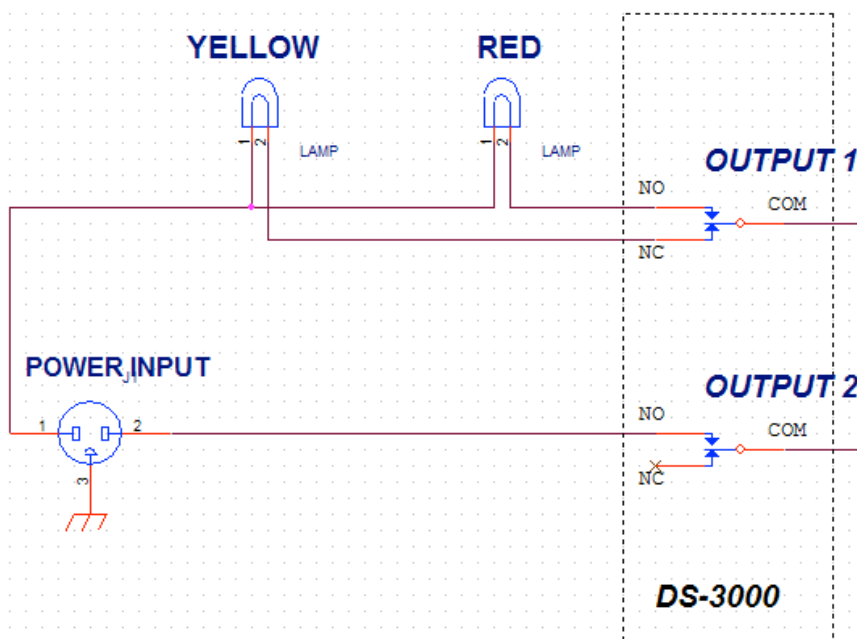 YELLOW
RED
1
2
LAMP
1
2
LAMP
OUTPUT 1
NO
COM
NC
POWER INPUT
J1
OUTPUT 2
1
2
NO
COM
NC
3
DS-3000